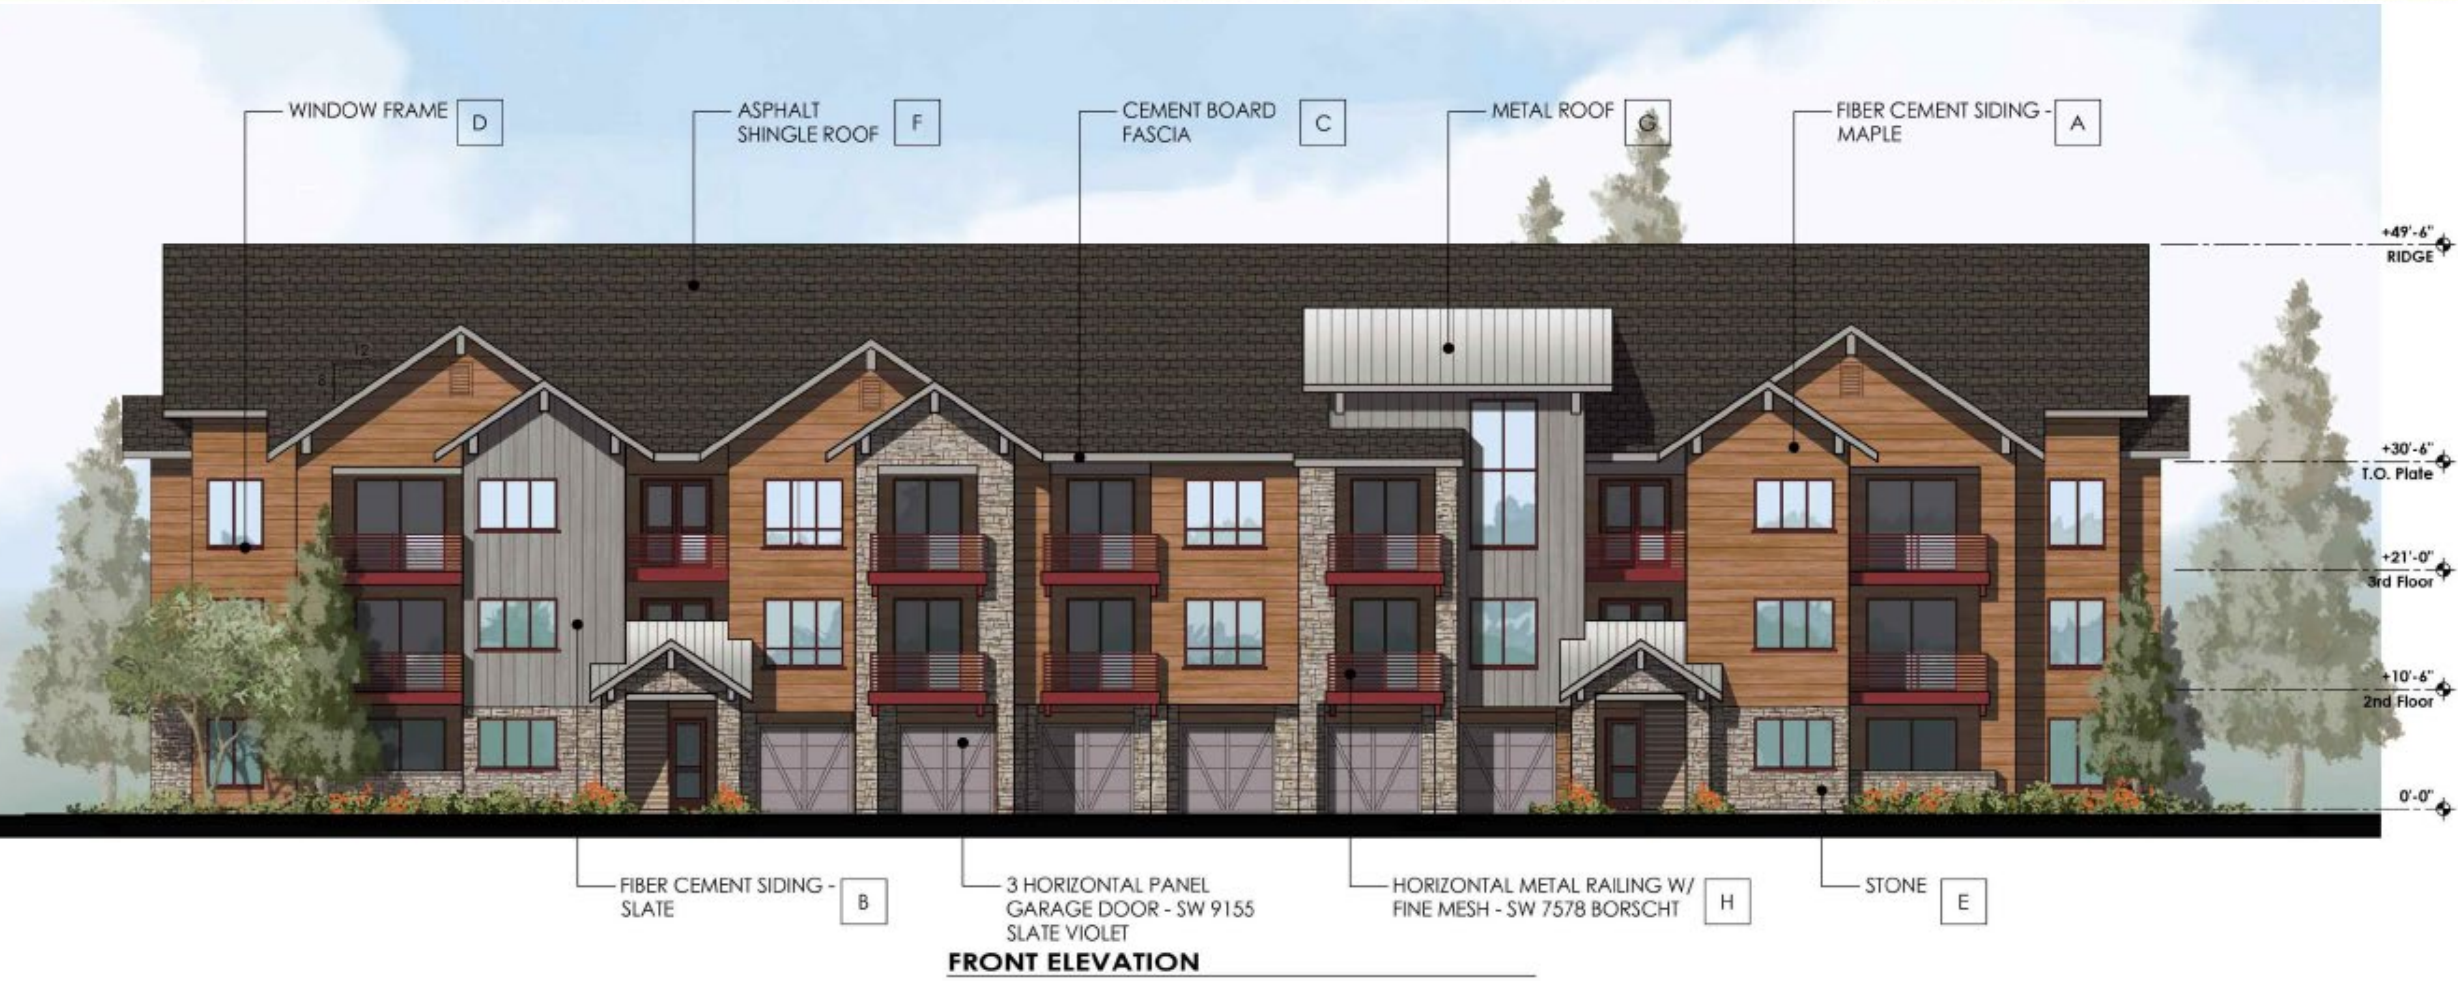 WINDOW FRAME
D
ASPHALT
SHINGLE ROOF
F
CEMENT BOARD
FASCIA
C
METAL ROOF
G
FIBER CEMENT SIDING -
MAPLE
A
+49'-6"
RIDGE
12
8
+30'-6"
T.O. Plate
+21'-0"
3rd Floor
+10'-6"
2nd Floor
0'-0"
FIBER CEMENT SIDING -
SLATE
B
3 HORIZONTAL PANEL
GARAGE DOOR - SW 9155
SLATE VIOLET
HORIZONTAL METAL RAILING W/
FINE MESH - SW 7578 BORSCHT
H
STONE
E
FRONT ELEVATION